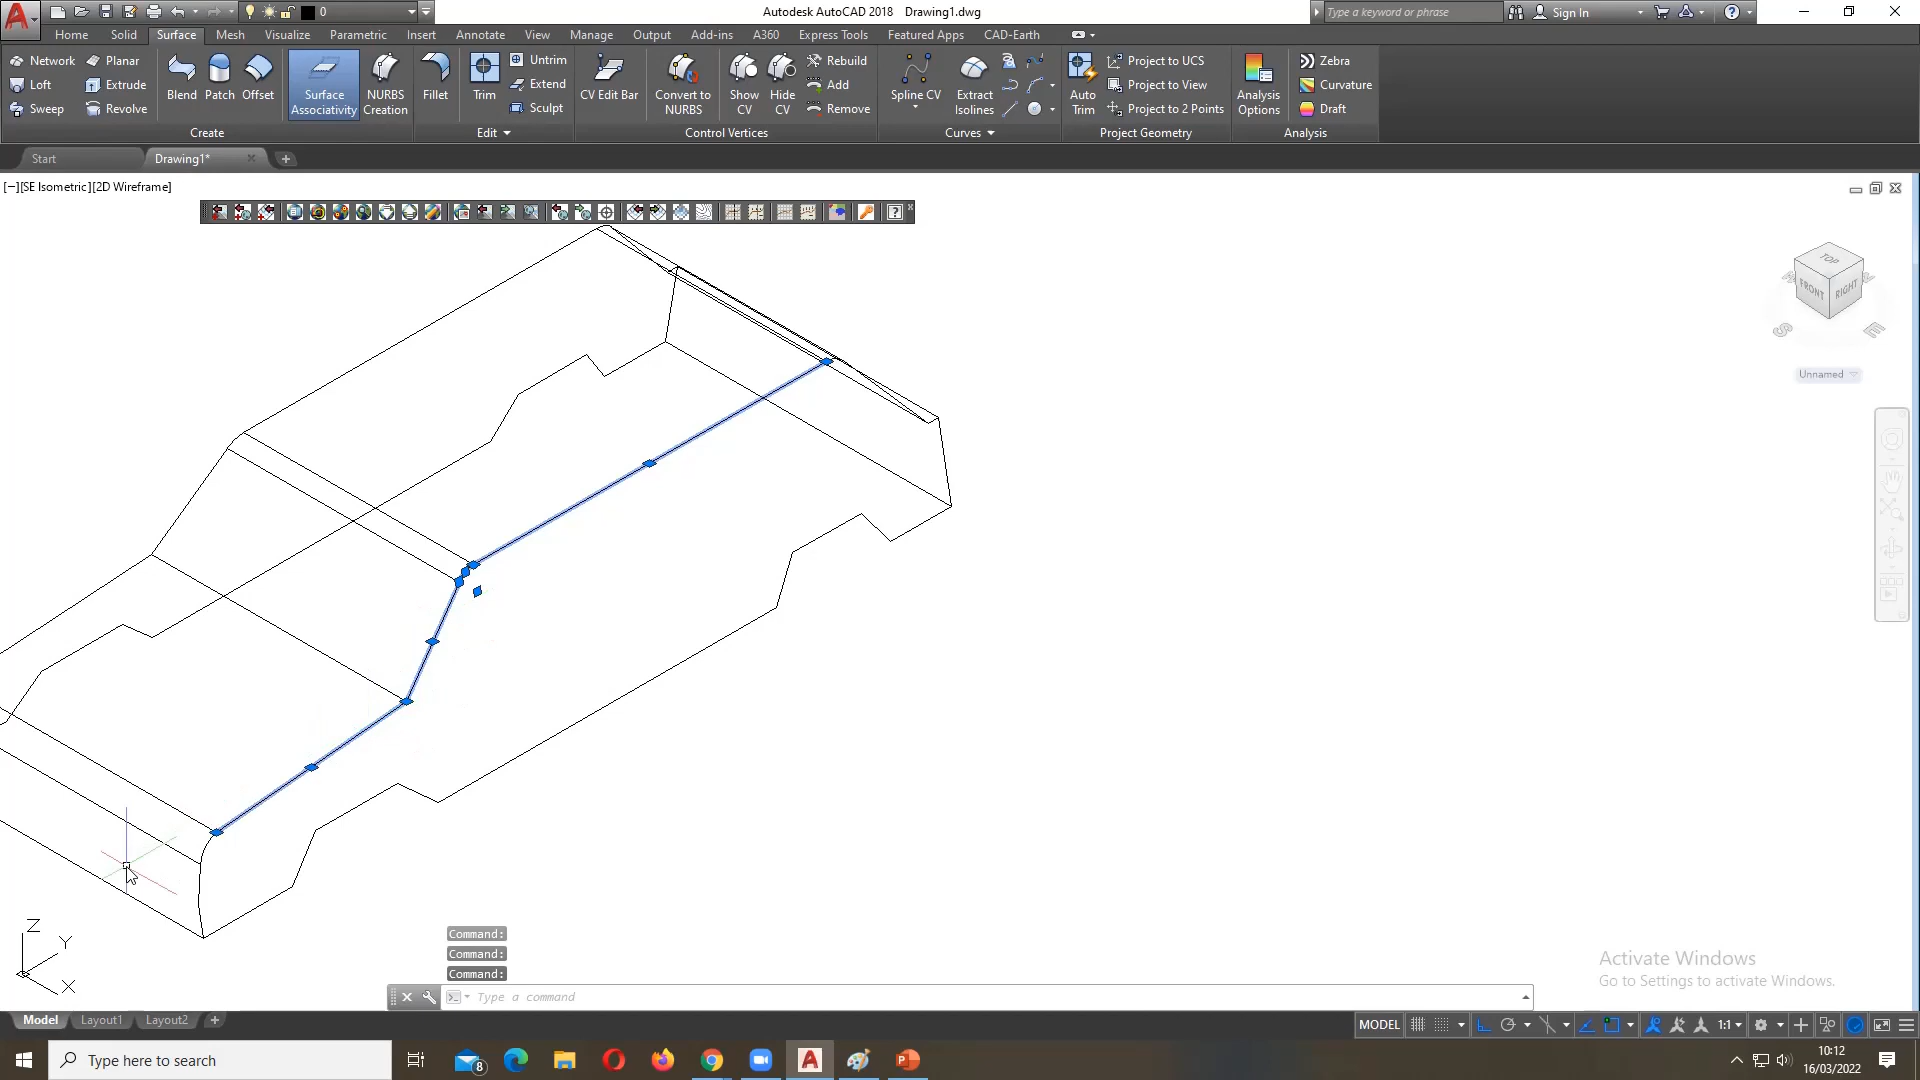 0
Autodesk AutoCAD 2018 Drawing1.dwg
Type a keyword or phrase
Sign In
Home Solid Surface Mesh Visualize Parametric Insert Annotate View Manage Output Add-ins A360 Express Tools Featured Apps CAD-Earth
Network Planar
Loft Extrude
Sweep Revolve
Create
Blend Patch Offset
Surface Associativity
NURBS Creation
Fillet
Trim
Untrim
Extend
Sculpt
Edit
CV Edit Bar
Convert to NURBS
Show CV
Hide CV
Rebuild
Add
Remove
Control Vertices
Spline CV
Extract Isolines
Curves
Auto Trim
Project to UCS
Project to View
Project to 2 Points
Project Geometry
Analysis Options
Zebra
Curvature
Draft
Analysis
Start Drawing1*
[−][SE Isometric][2D Wireframe]
TOP
FRONT RIGHT
S E
Unnamed
Z
Y
X
Command:
Command:
Command:
Type a command
Activate Windows
Go to Settings to activate Windows.
Model Layout1 Layout2
MODEL 1:1
Type here to search
8
10:12
16/03/2022